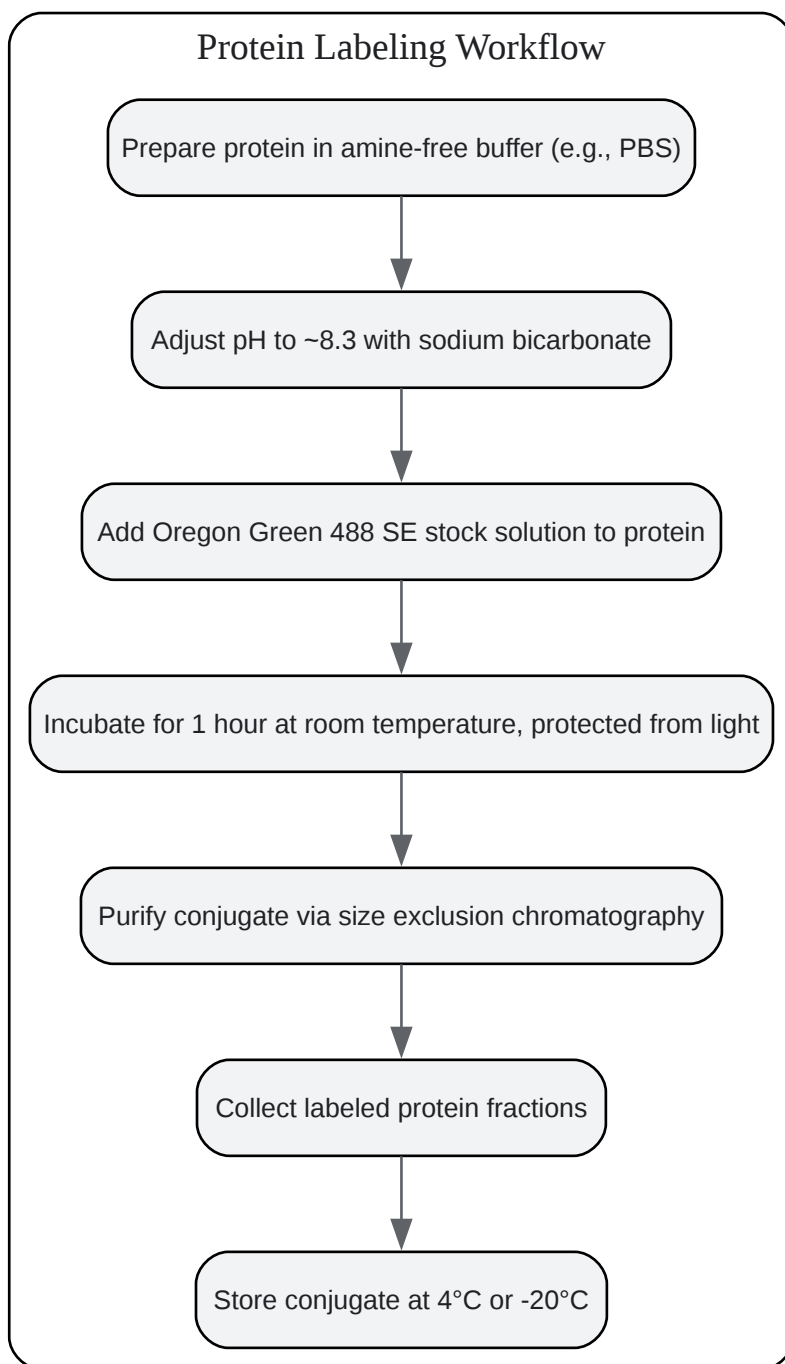 Protein Labeling Workflow
Prepare protein in amine-free buffer (e.g., PBS)
Adjust pH to ~8.3 with sodium bicarbonate
Add Oregon Green 488 SE stock solution to protein
Incubate for 1 hour at room temperature, protected from light
Purify conjugate via size exclusion chromatography
Collect labeled protein fractions
Store conjugate at 4°C or -20°C